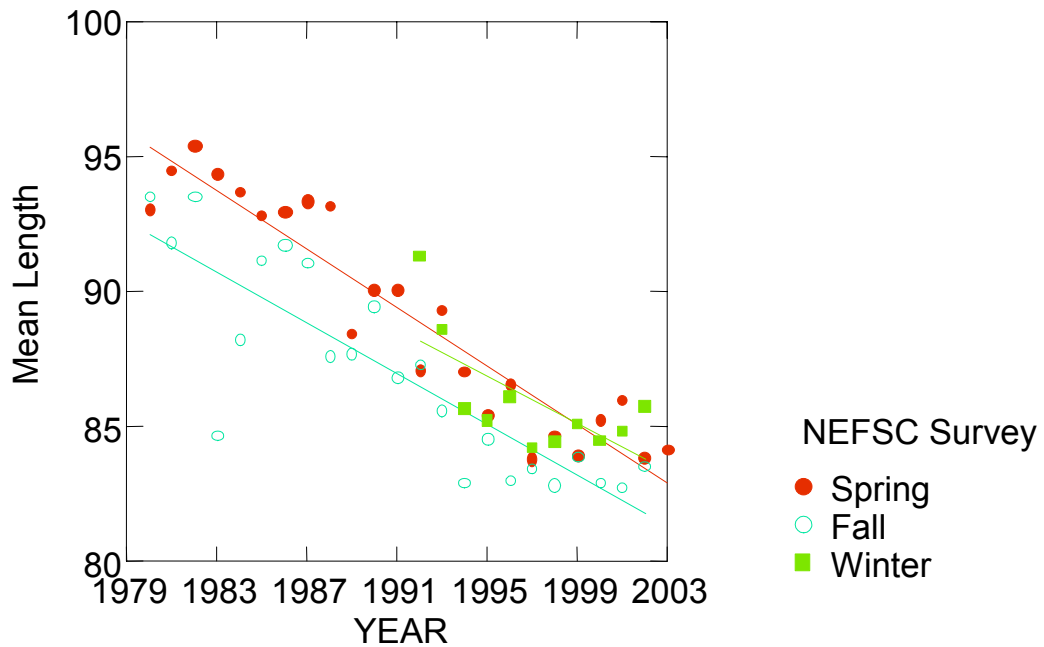 100
95
90
85
80
Mean Length
1979 1983 1987 1991 1995 1999 2003
YEAR
NEFSC Survey
Spring
Fall
Winter